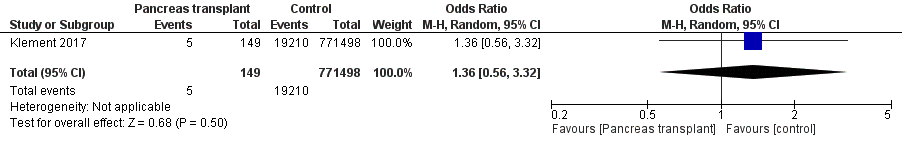 Pancreas transplant Control Odds Ratio Odds Ratio
Study or Subgroup Events Total Events Total Weight M-H, Random, 95% CI M-H, Random, 95% CI
Klement 2017 5 149 19210 771498 100.0% 1.36 [0.56, 3.32]
Total (95% CI) 149 771498 100.0% 1.36 [0.56, 3.32]
Total events 5 19210
Heterogeneity: Not applicable
Test for overall effect: Z = 0.68 (P = 0.50)
0.2 0.5 1 2 5
Favours [Pancreas transplant] Favours [control]